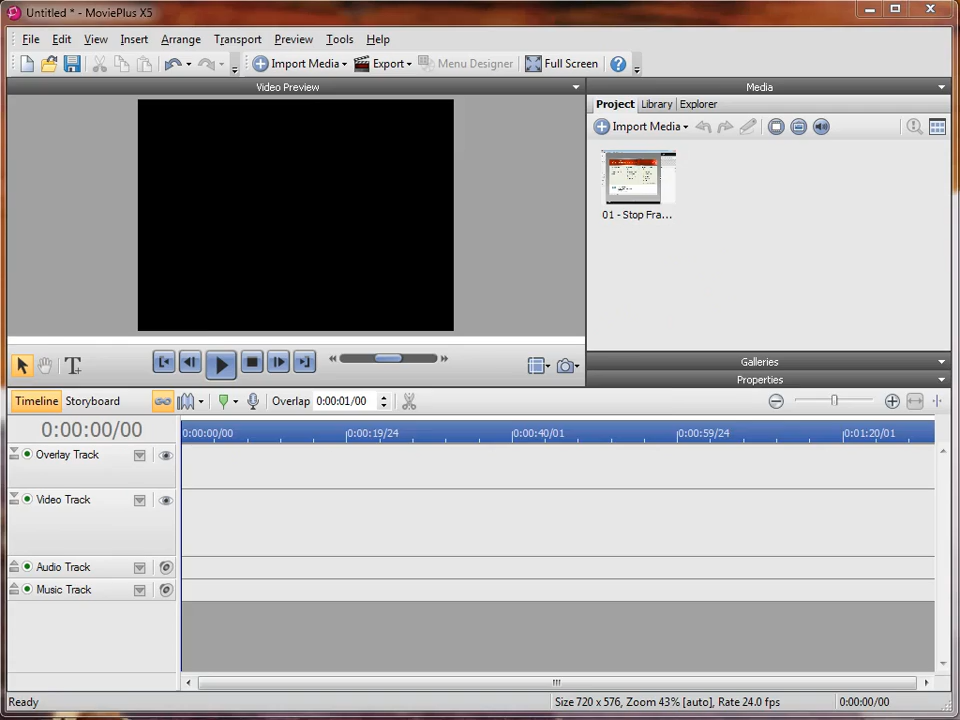 Untitled * - MoviePlus X5
File Edit View Insert Arrange Transport Preview Tools Help
Import Media Export Menu Designer Full Screen
Video Preview
Media
Project Library Explorer
Import Media
01 - Stop Fra...
Galleries
Properties
Timeline Storyboard Overlap 0:00:01/00
0:00:00/00
0:00:00/00 0:00:19/24 0:00:40/01 0:00:59/24 0:01:20/01
Overlay Track
Video Track
Audio Track
Music Track
Ready
Size 720 x 576, Zoom 43% [auto], Rate 24.0 fps
0:00:00/00